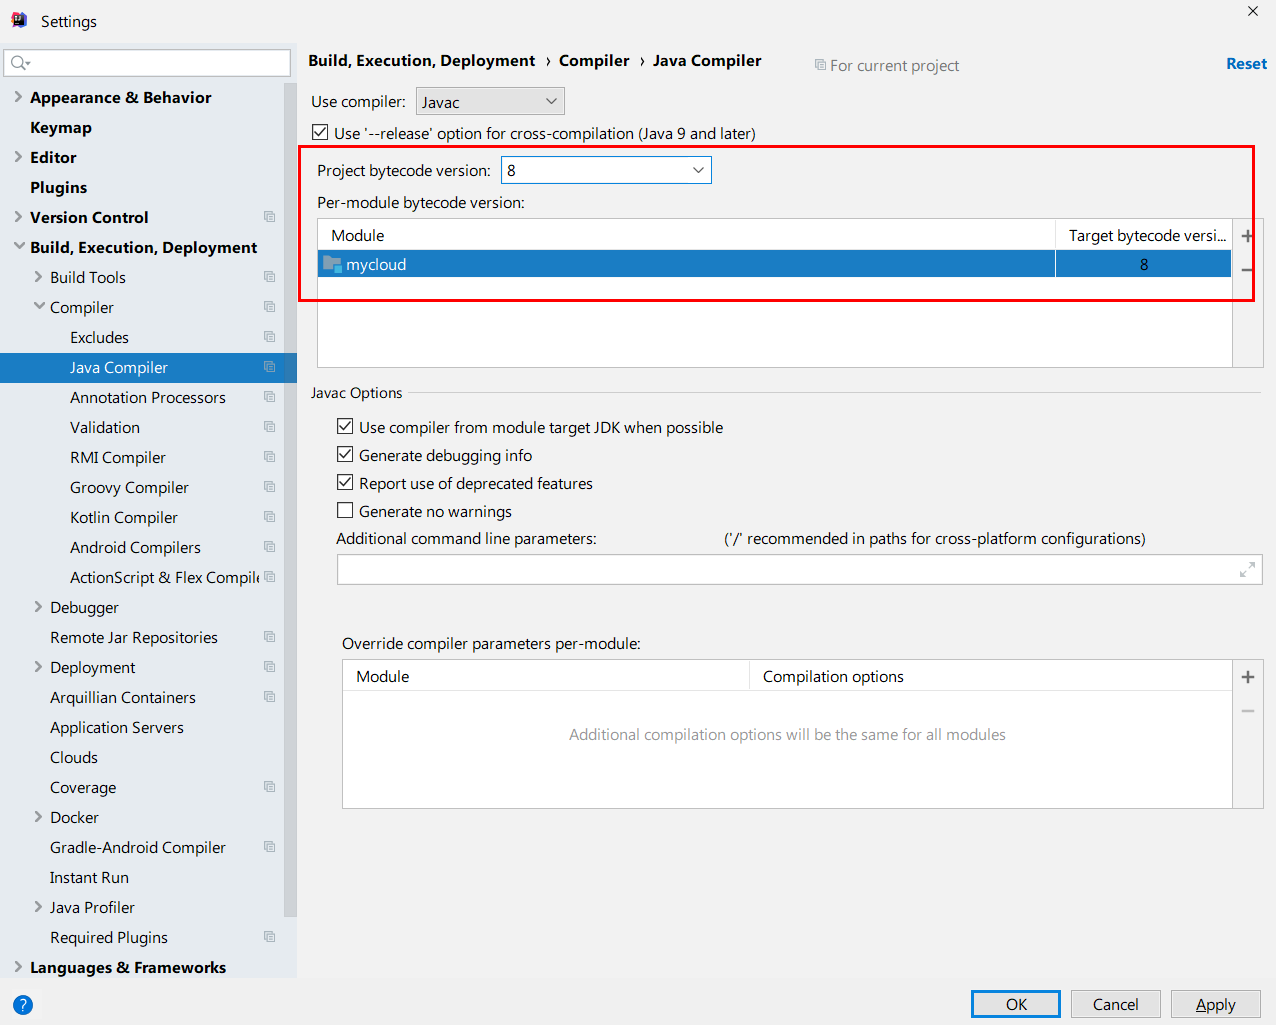 Settings
Build, Execution, Deployment › Compiler › Java Compiler
For current project
Reset
Appearance & Behavior
Keymap
Editor
Plugins
Version Control
Build, Execution, Deployment
Build Tools
Compiler
Excludes
Java Compiler
Annotation Processors
Validation
RMI Compiler
Groovy Compiler
Kotlin Compiler
Android Compilers
ActionScript & Flex Compile
Debugger
Remote Jar Repositories
Deployment
Arquillian Containers
Application Servers
Clouds
Coverage
Docker
Gradle-Android Compiler
Instant Run
Java Profiler
Required Plugins
Languages & Frameworks
Use compiler: Javac
Use '--release' option for cross-compilation (Java 9 and later)
Project bytecode version: 8
Per-module bytecode version:
Module Target bytecode versi...
mycloud 8
Javac Options
Use compiler from module target JDK when possible
Generate debugging info
Report use of deprecated features
Generate no warnings
Additional command line parameters: ('/' recommended in paths for cross-platform configurations)
Override compiler parameters per-module:
Module Compilation options
Additional compilation options will be the same for all modules
? OK Cancel Apply